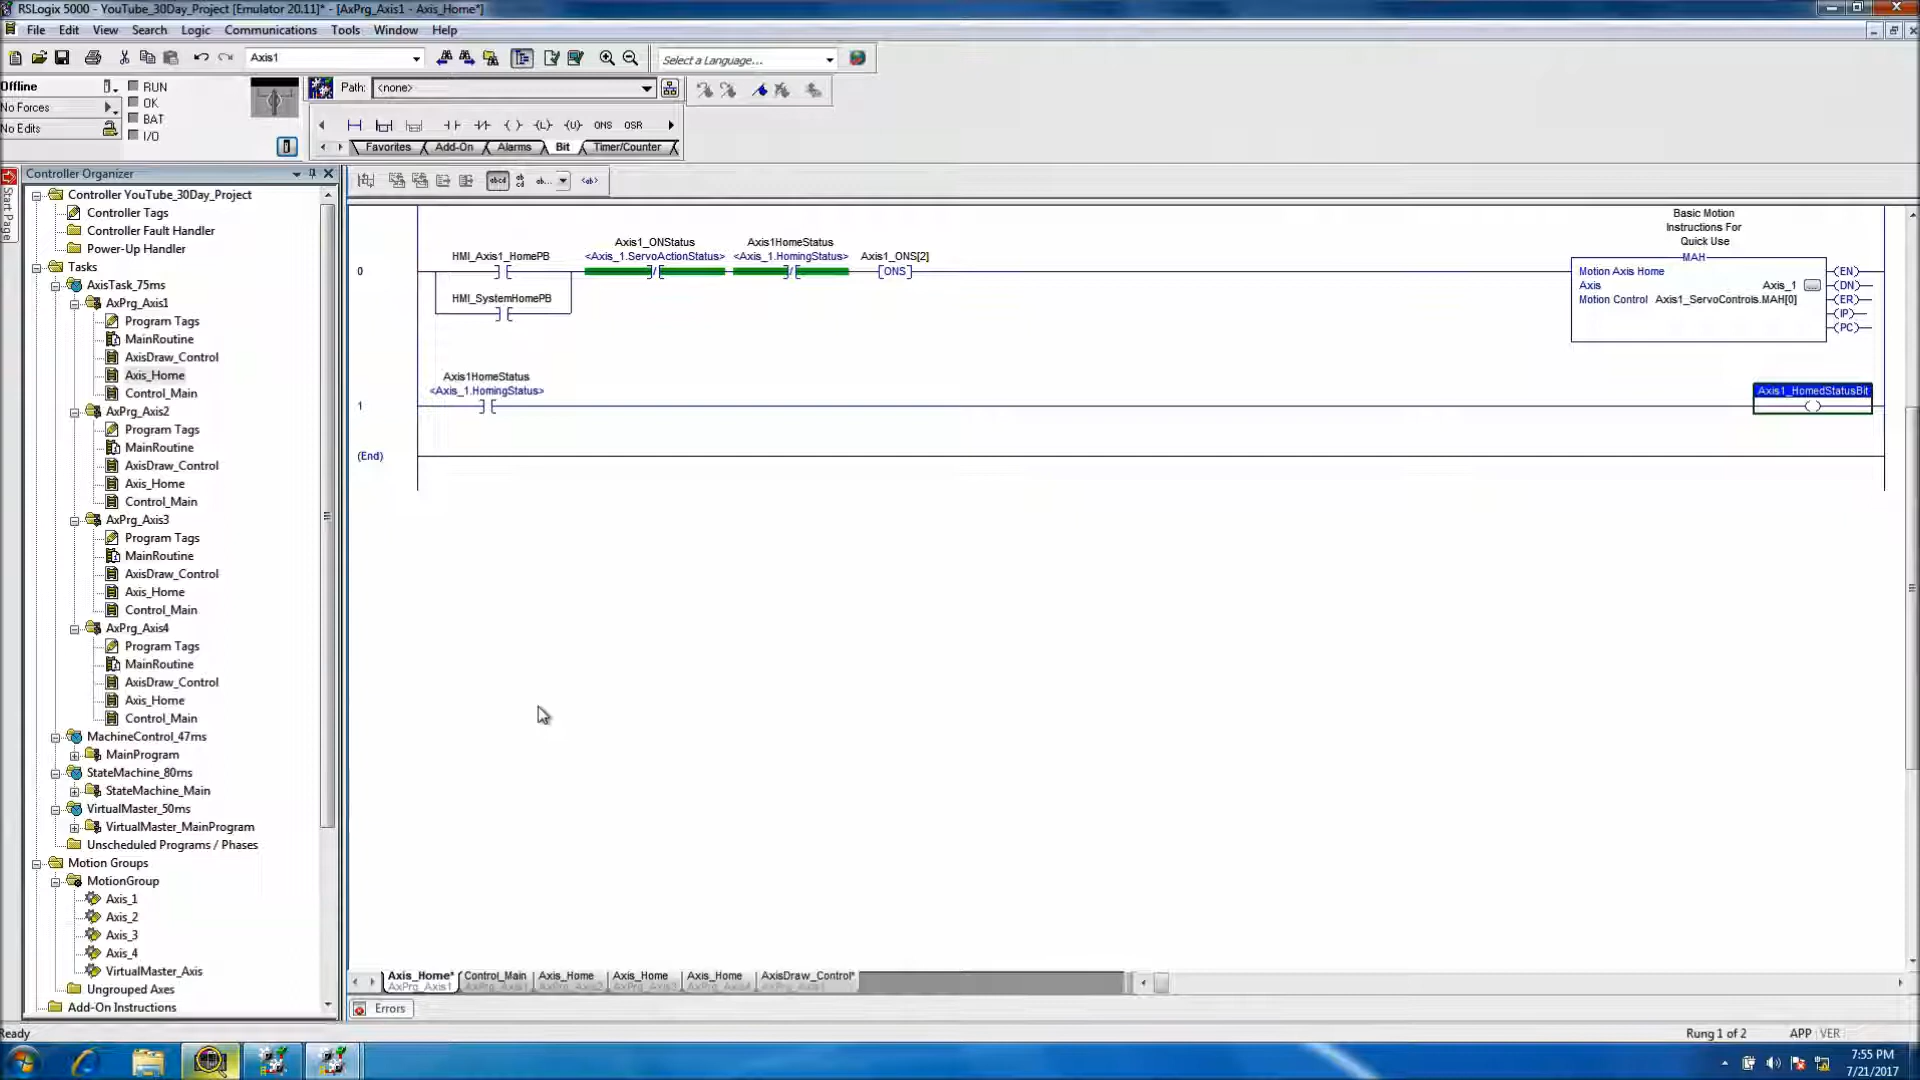 RSLogix 5000 - YouTube_30Day_Project [Emulator 20.11]* - [AxPrg_Axis1 - Axis_Home*]
File Edit View Search Logic Communications Tools Window Help
Axis1
Select a Language...
Offline
RUN
No Forces
OK
No Edits
BAT
I/O
Path: <none>
ONS OSR
Favorites Add-On Alarms Bit Timer/Counter
Start Page
Controller Organizer
Controller YouTube_30Day_Project
Controller Tags
Controller Fault Handler
Power-Up Handler
Tasks
AxisTask_75ms
AxPrg_Axis1
Program Tags
MainRoutine
AxisDraw_Control
Axis_Home
Control_Main
AxPrg_Axis2
Program Tags
MainRoutine
AxisDraw_Control
Axis_Home
Control_Main
AxPrg_Axis3
Program Tags
MainRoutine
AxisDraw_Control
Axis_Home
Control_Main
AxPrg_Axis4
Program Tags
MainRoutine
AxisDraw_Control
Axis_Home
Control_Main
MachineControl_47ms
MainProgram
StateMachine_80ms
StateMachine_Main
VirtualMaster_50ms
VirtualMaster_MainProgram
Unscheduled Programs / Phases
Motion Groups
MotionGroup
Axis_1
Axis_2
Axis_3
Axis_4
VirtualMaster_Axis
Ungrouped Axes
Add-On Instructions
0
HMI_Axis1_HomePB
HMI_SystemHomePB
Axis1_ONStatus
<Axis_1.ServoActionStatus>
Axis1HomeStatus
<Axis_1.HomingStatus>
Axis1_ONS[2]
ONS
Basic Motion
Instructions For
Quick Use
MAH
Motion Axis Home
Axis Axis_1
Motion Control Axis1_ServoControls.MAH[0]
EN
DN
ER
IP
PC
1
Axis1HomeStatus
<Axis_1.HomingStatus>
Axis1_HomedStatusBit
(End)
Axis_Home* Control_Main Axis_Home Axis_Home Axis_Home AxisDraw_Control*
AxPrg_Axis1 AxPrg_Axis1 AxPrg_Axis2 AxPrg_Axis3 AxPrg_Axis4 AxPrg_Axis1
Errors
Ready
Rung 1 of 2
APP VER
7:55 PM
7/21/2017